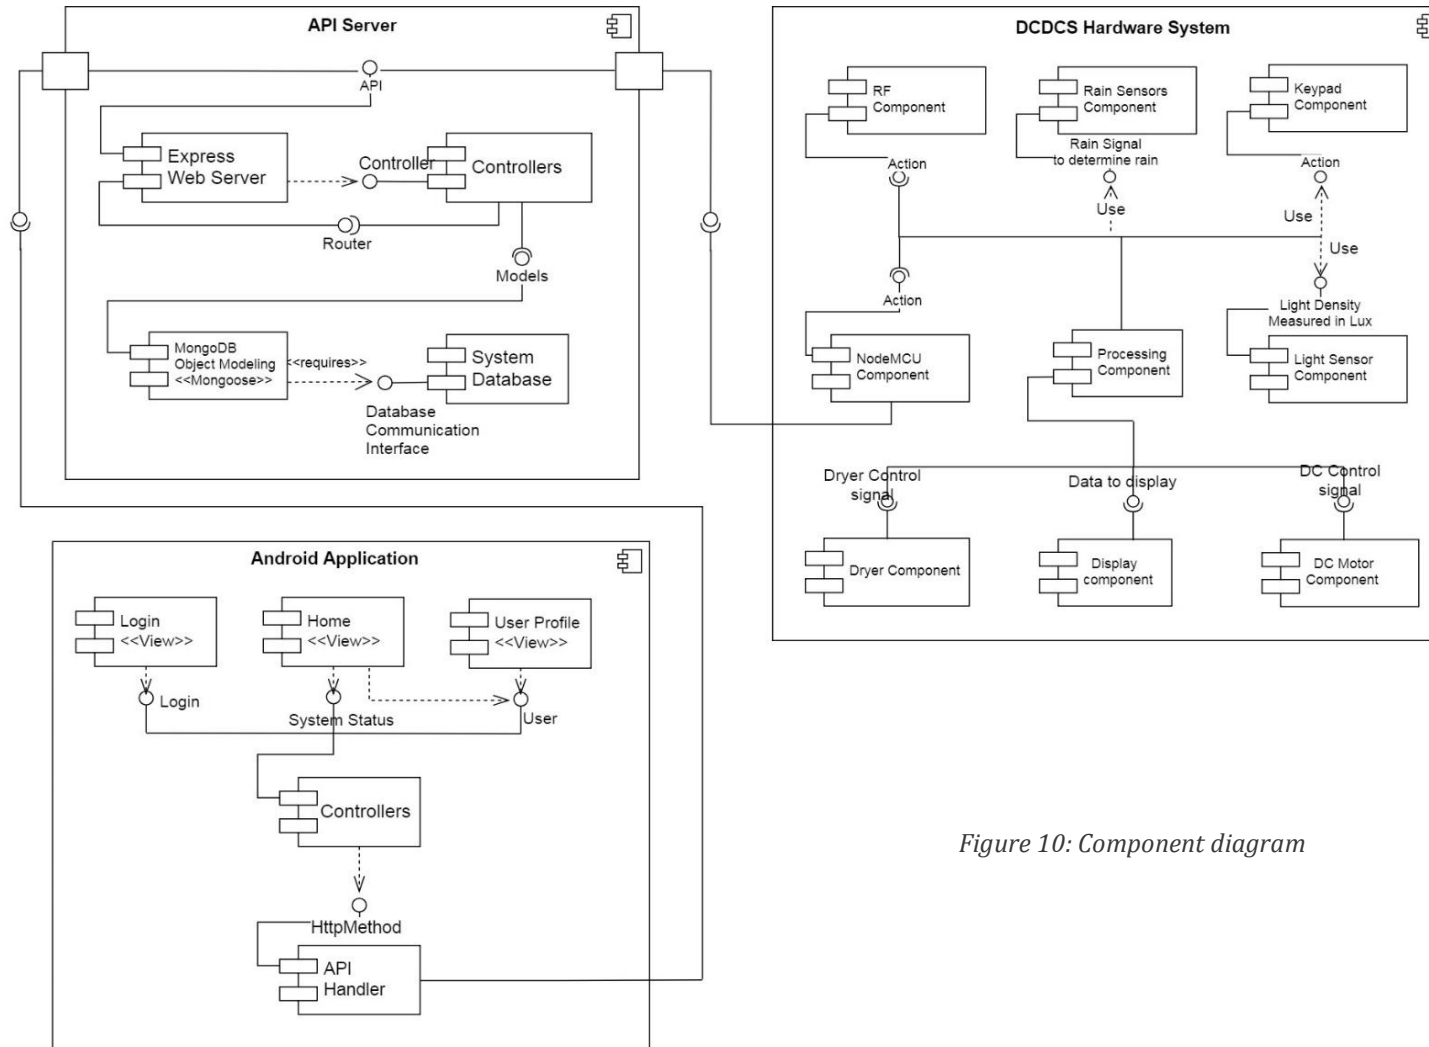 API Server
API
Express
Web Server
Controller
Controllers
Router
Models
MongoDB
Object Modeling
<<Mongoose>>
<<requires>>
System
Database
Database
Communication
Interface
DCDCS Hardware System
RF
Component
Rain Sensors
Component
Keypad
Component
Action
Rain Signal
to determine rain
Action
Use
Use
Use
Action
Light Density
Measured in Lux
NodeMCU
Component
Processing
Component
Light Sensor
Component
Dryer Control
signal
Data to display
DC Control
signal
Dryer Component
Display
component
DC Motor
Component
Android Application
Login
<<View>>
Home
<<View>>
User Profile
<<View>>
Login
System Status
User
Controllers
HttpMethod
API
Handler
Figure 10: Component diagram